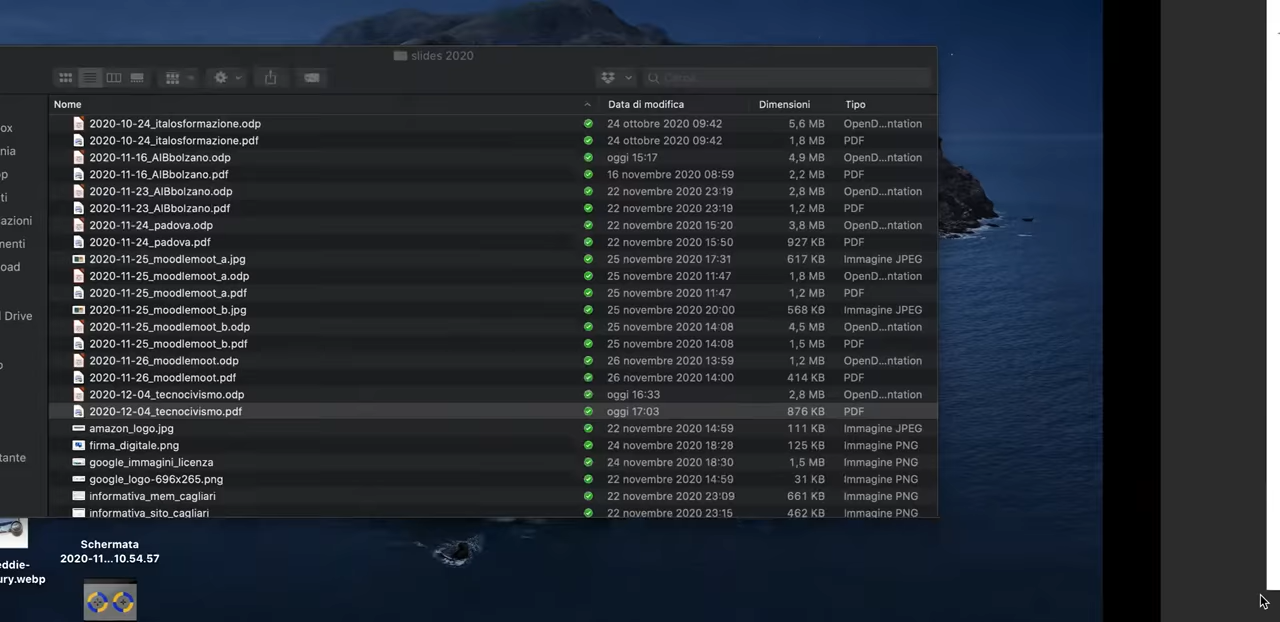 slides 2020
Cerca
Nome Data di modifica Dimensioni Tipo
2020-10-24_italosformazione.odp 24 ottobre 2020 09:42 5,6 MB OpenD...ntation
2020-10-24_italosformazione.pdf 24 ottobre 2020 09:42 1,8 MB PDF
2020-11-16_AIBbolzano.odp oggi 15:17 4,9 MB OpenD...ntation
2020-11-16_AIBbolzano.pdf 16 novembre 2020 08:59 2,2 MB PDF
2020-11-23_AIBbolzano.odp 22 novembre 2020 23:19 2,8 MB OpenD...ntation
2020-11-23_AIBbolzano.pdf 22 novembre 2020 23:19 1,2 MB PDF
2020-11-24_padova.odp 22 novembre 2020 15:20 3,8 MB OpenD...ntation
2020-11-24_padova.pdf 22 novembre 2020 15:50 927 KB PDF
2020-11-25_moodlemoot_a.jpg 25 novembre 2020 17:31 617 KB Immagine JPEG
2020-11-25_moodlemoot_a.odp 25 novembre 2020 11:47 1,8 MB OpenD...ntation
2020-11-25_moodlemoot_a.pdf 25 novembre 2020 11:47 1,2 MB PDF
2020-11-25_moodlemoot_b.jpg 25 novembre 2020 20:00 568 KB Immagine JPEG
2020-11-25_moodlemoot_b.odp 25 novembre 2020 14:08 4,5 MB OpenD...ntation
2020-11-25_moodlemoot_b.pdf 25 novembre 2020 14:08 1,5 MB PDF
2020-11-26_moodlemoot.odp 26 novembre 2020 13:59 1,2 MB OpenD...ntation
2020-11-26_moodlemoot.pdf 26 novembre 2020 14:00 414 KB PDF
2020-12-04_tecnocivismo.odp oggi 16:33 2,8 MB OpenD...ntation
2020-12-04_tecnocivismo.pdf oggi 17:03 876 KB PDF
amazon_logo.jpg 22 novembre 2020 14:59 111 KB Immagine JPEG
firma_digitale.png 24 novembre 2020 18:28 125 KB Immagine PNG
google_immagini_licenza 24 novembre 2020 18:30 1,5 MB Immagine PNG
google_logo-696x265.png 22 novembre 2020 14:59 31 KB Immagine PNG
informativa_mem_cagliari 22 novembre 2020 23:09 661 KB Immagine PNG
informativa_sito_cagliari 22 novembre 2020 23:15 462 KB Immagine PNG
ox
nia
p
ti
azioni
menti
oad
l Drive
o
tante
eddie-
ury.webp
Schermata
2020-11...10.54.57